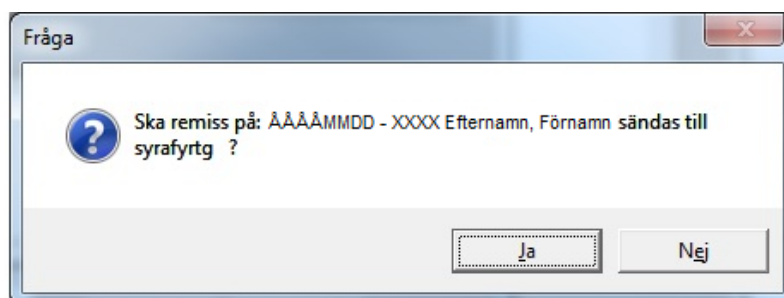 Fråga
Ska remiss på: ÅÅÅÅMMDD - XXXX Efternamn, Förnamn sändas till
syrafyrtg ?
Ja
Nej